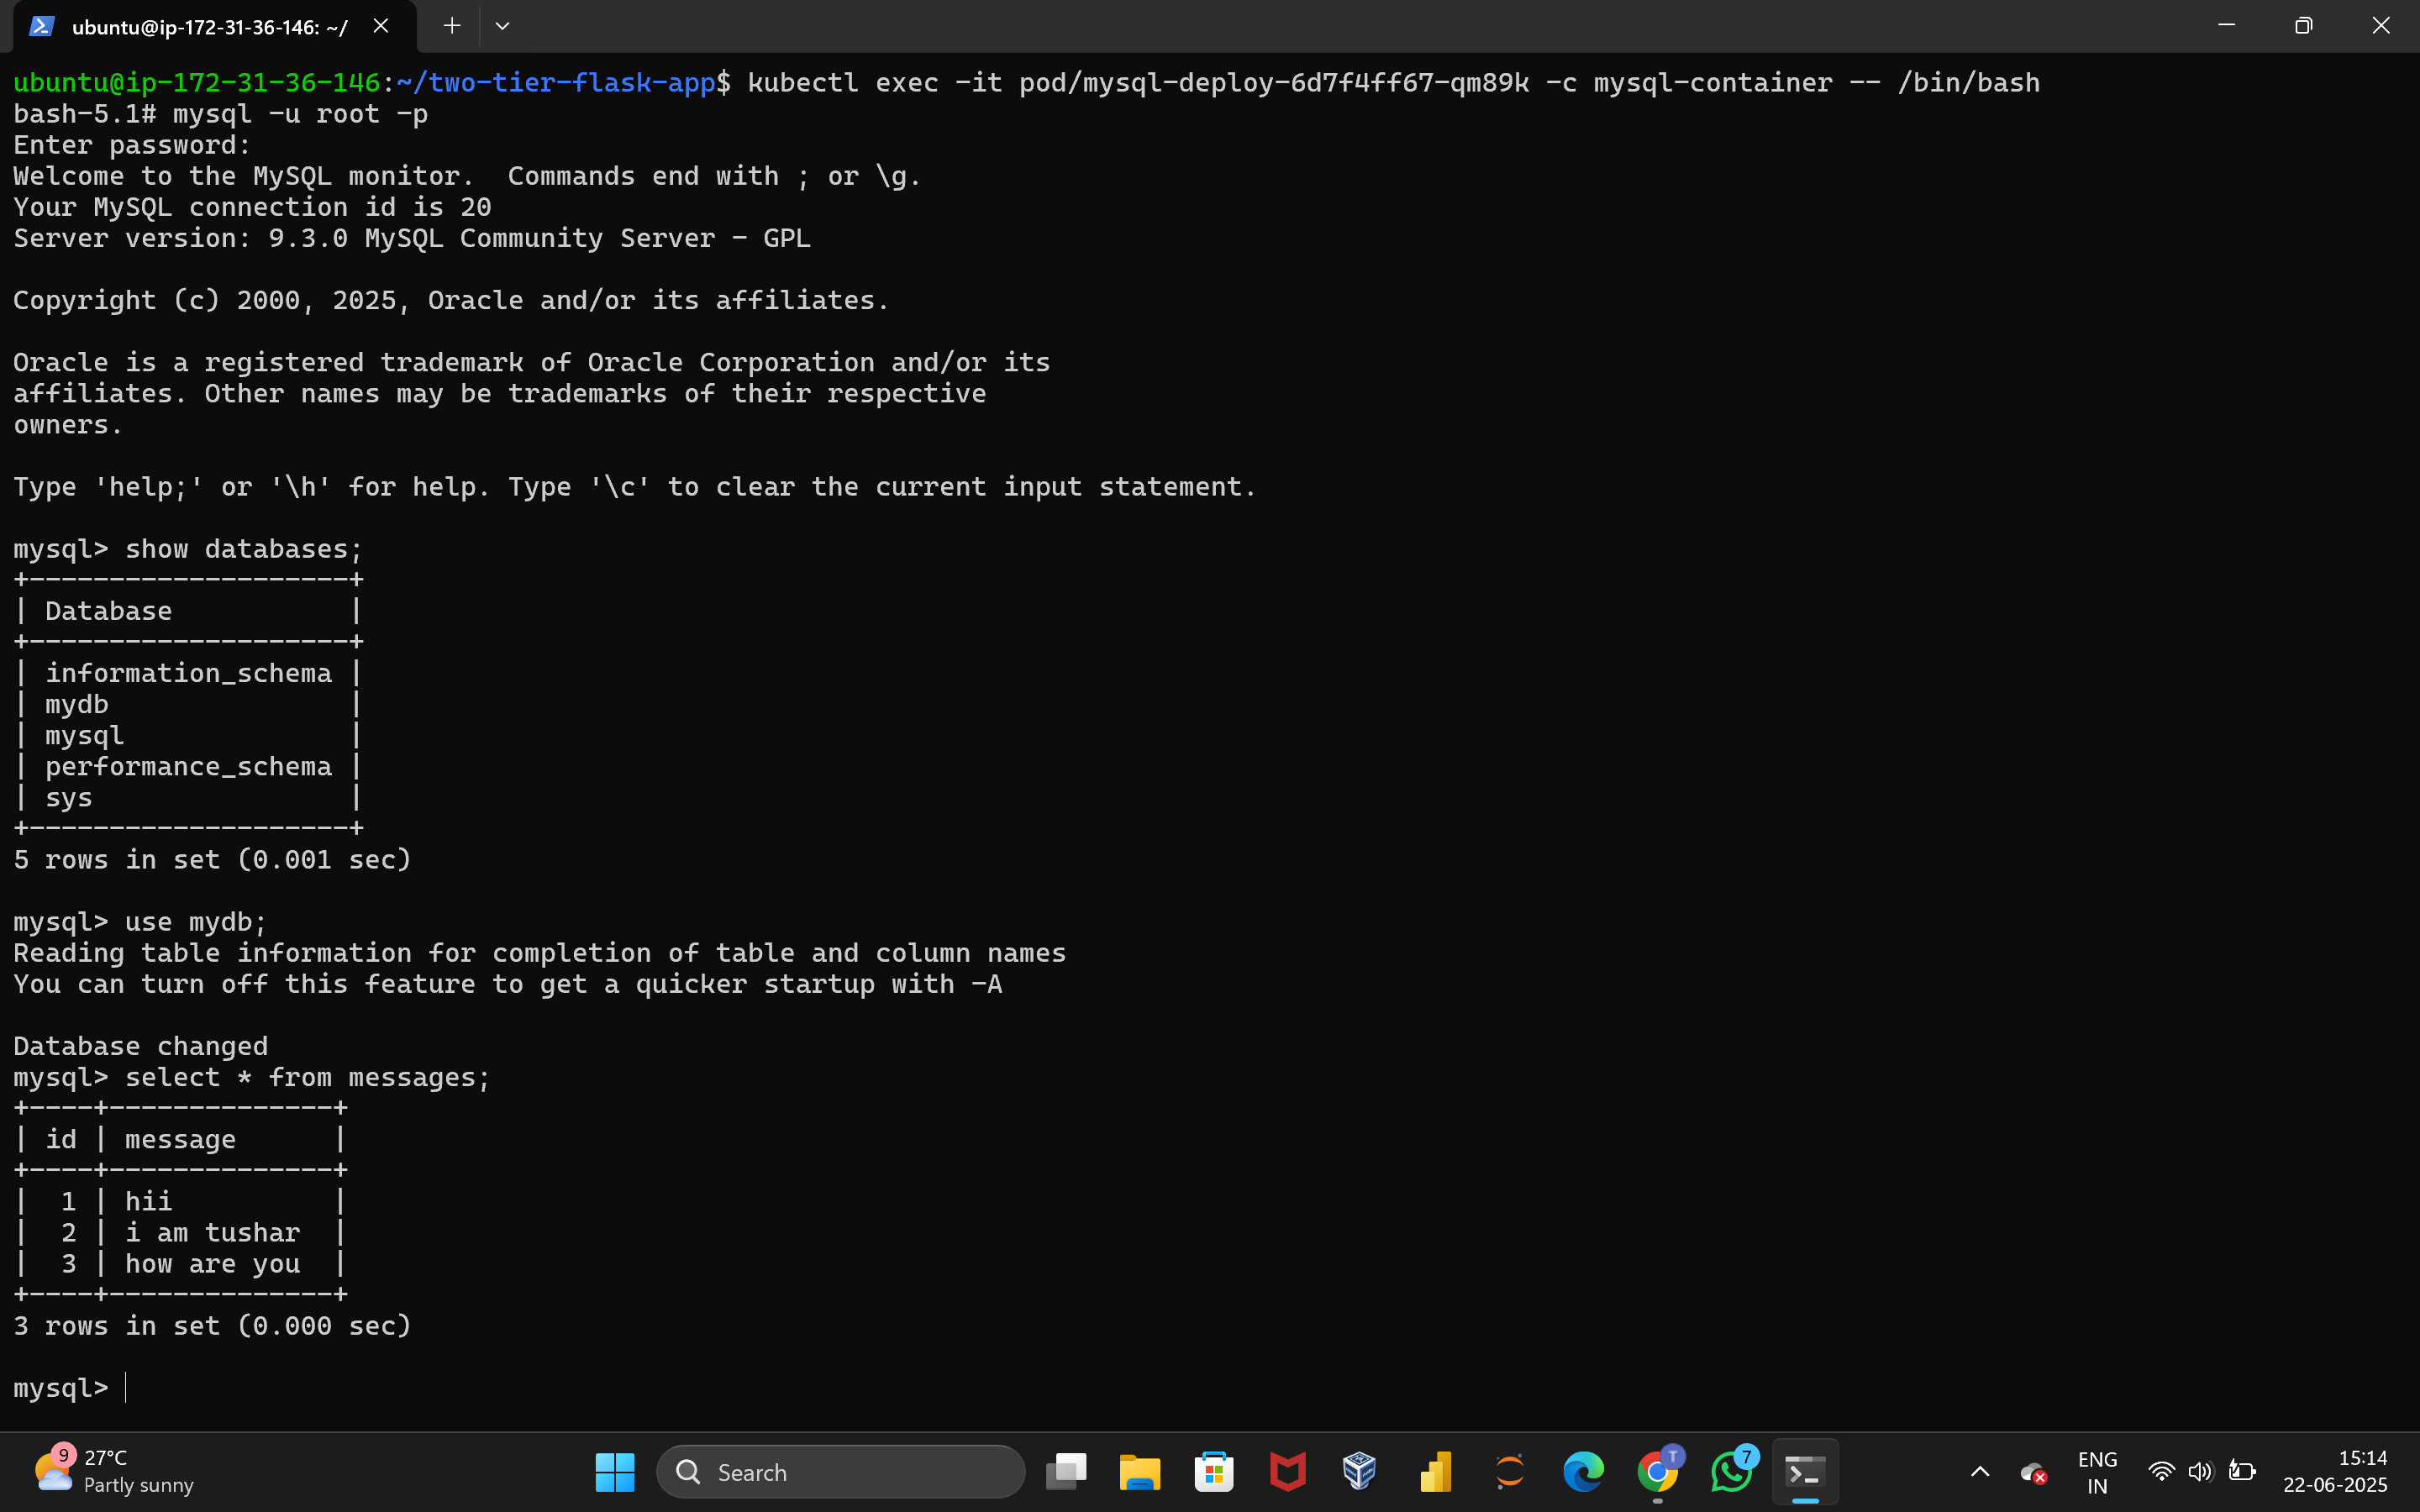 ubuntu@ip-172-31-36-146: ~/
ubuntu@ip-172-31-36-146:~/two-tier-flask-app$ kubectl exec -it pod/mysql-deploy-6d7f4ff67-qm89k -c mysql-container -- /bin/bash
bash-5.1# mysql -u root -p
Enter password:
Welcome to the MySQL monitor.  Commands end with ; or \g.
Your MySQL connection id is 20
Server version: 9.3.0 MySQL Community Server - GPL
Copyright (c) 2000, 2025, Oracle and/or its affiliates.
Oracle is a registered trademark of Oracle Corporation and/or its
affiliates. Other names may be trademarks of their respective
owners.
Type 'help;' or '\h' for help. Type '\c' to clear the current input statement.
mysql> show databases;
+--------------------+
| Database           |
+--------------------+
| information_schema |
| mydb               |
| mysql              |
| performance_schema |
| sys                |
+--------------------+
5 rows in set (0.001 sec)
mysql> use mydb;
Reading table information for completion of table and column names
You can turn off this feature to get a quicker startup with -A
Database changed
mysql> select * from messages;
+----+--------------+
| id | message      |
+----+--------------+
|  1 | hii          |
|  2 | i am tushar  |
|  3 | how are you  |
+----+--------------+
3 rows in set (0.000 sec)
mysql>
9
27°C
Partly sunny
Search
T
7
ENG
IN
15:14
22-06-2025